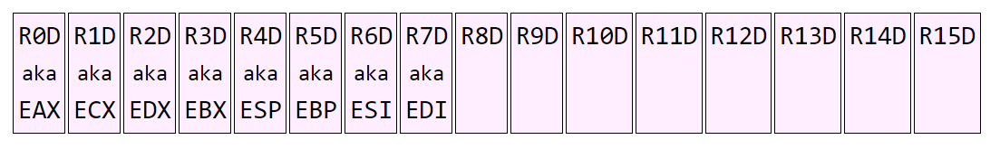 R0D R1D R2D R3D R4D R5D R6D R7D R8D R9D R10D R11D R12D R13D R14D R15D
aka aka aka aka aka aka aka aka
EAX ECX EDX EBX ESP EBP ESI EDI